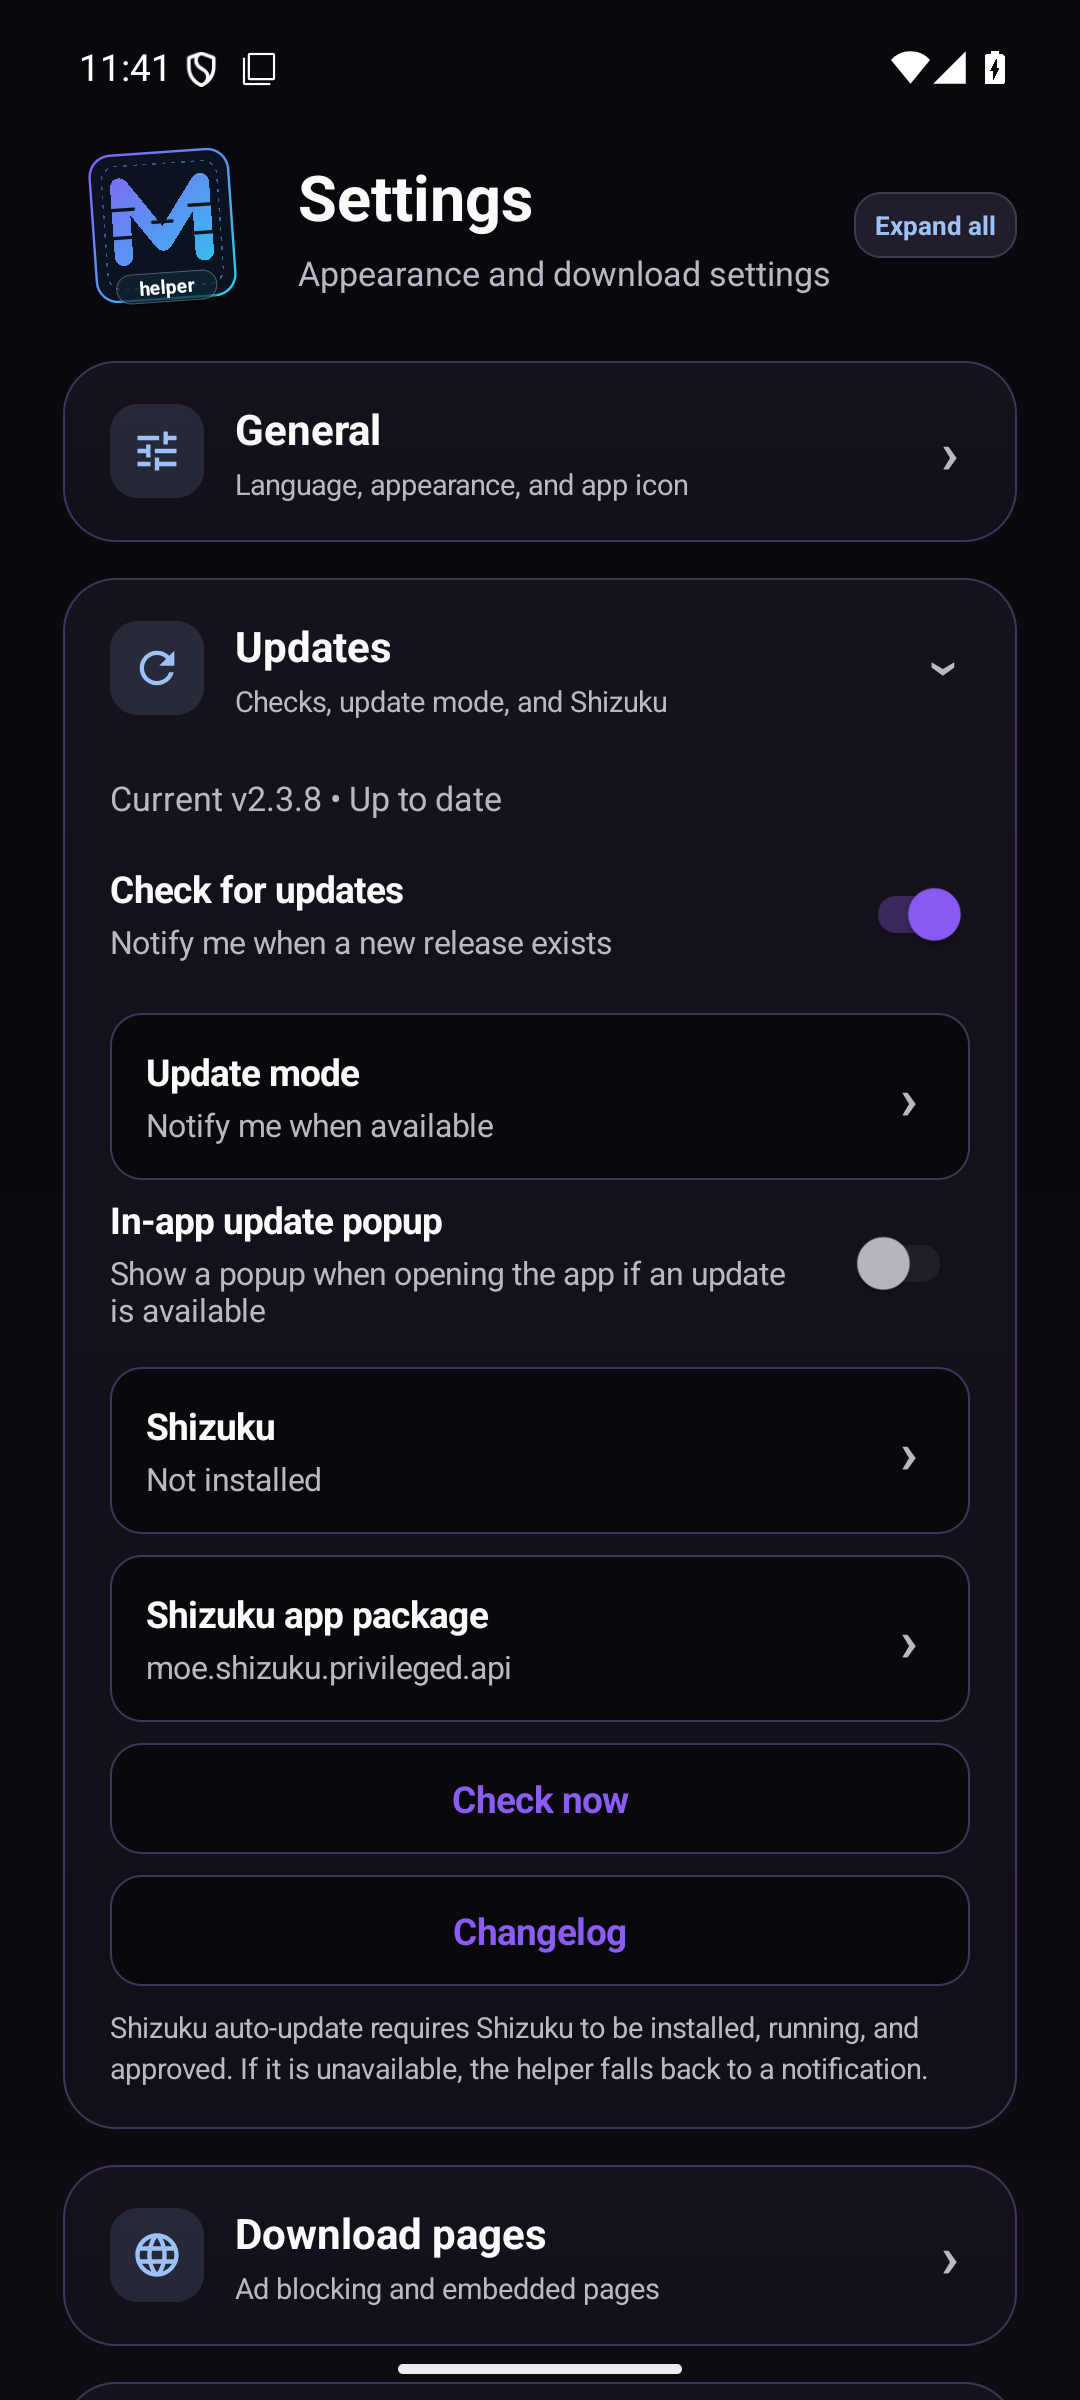 11:41
helper
Settings
Appearance and download settings
Expand all
General
Language, appearance, and app icon
Updates
Checks, update mode, and Shizuku
Current v2.3.8 • Up to date
Check for updates
Notify me when a new release exists
Update mode
Notify me when available
In-app update popup
Show a popup when opening the app if an update
is available
Shizuku
Not installed
Shizuku app package
moe.shizuku.privileged.api
Check now
Changelog
Shizuku auto-update requires Shizuku to be installed, running, and
approved. If it is unavailable, the helper falls back to a notification.
Download pages
Ad blocking and embedded pages